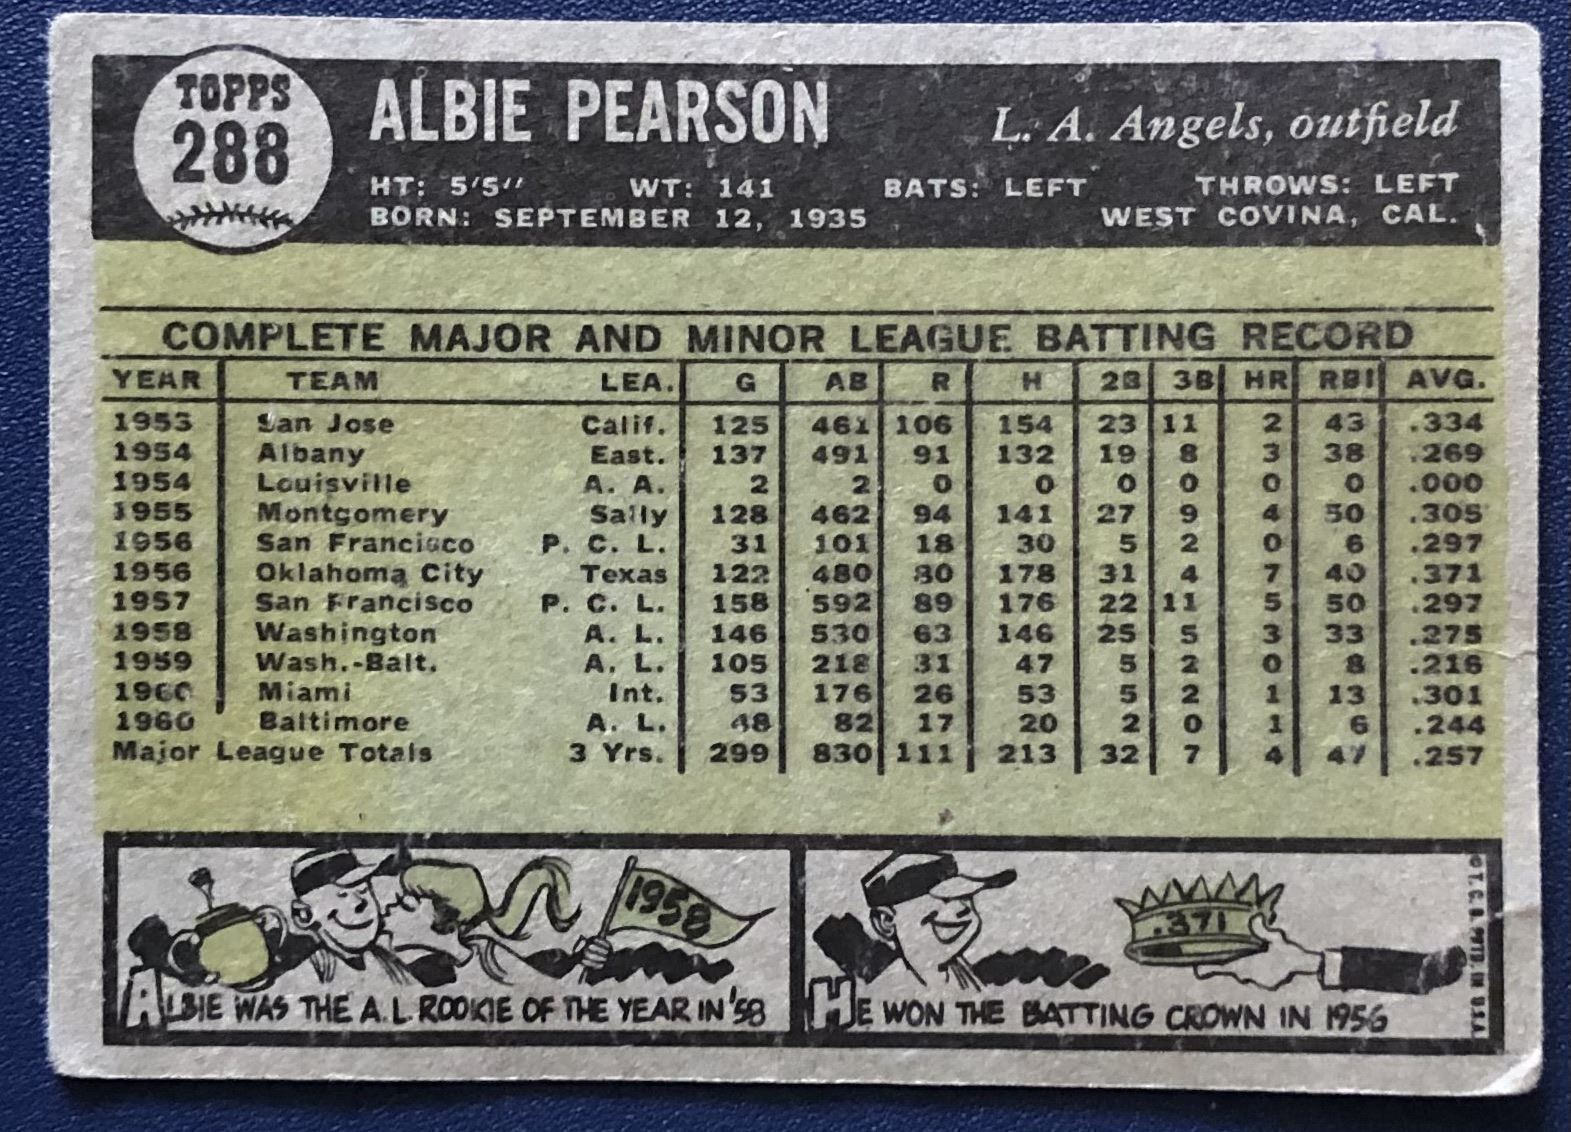 TOPPS
288
ALBIE PEARSON
L. A. Angels, outfield
HT: 5'5" WT: 141 BATS: LEFT THROWS: LEFT
BORN: SEPTEMBER 12, 1935 WEST COVINA, CAL.
COMPLETE MAJOR AND MINOR LEAGUE BATTING RECORD
YEAR TEAM LEA. G AB R H 2B 3B HR RBI AVG.
1953 San Jose Calif. 125 461 106 154 23 11 2 43 .334
1954 Albany East. 137 491 91 132 19 8 3 38 .269
1954 Louisville A. A. 2 2 0 0 0 0 0 0 .000
1955 Montgomery Sally 128 462 94 141 27 9 4 50 .305
1956 San Francisco P. C. L. 31 101 18 30 5 2 0 6 .297
1956 Oklahoma City Texas 122 480 80 178 31 4 7 40 .371
1957 San Francisco P. C. L. 158 592 89 176 22 11 5 50 .297
1958 Washington A. L. 146 530 63 146 25 5 3 33 .275
1959 Wash.-Balt. A. L. 105 218 31 47 5 2 0 8 .216
1960 Miami Int. 53 176 26 53 5 2 1 13 .301
1960 Baltimore A. L. 48 82 17 20 2 0 1 6 .244
Major League Totals 3 Yrs. 299 830 111 213 32 7 4 47 .257
1958
ALBIE WAS THE A.L. ROOKIE OF THE YEAR IN '58
.371
HE WON THE BATTING CROWN IN 1956
© T.C.G. PRTD. IN U.S.A.